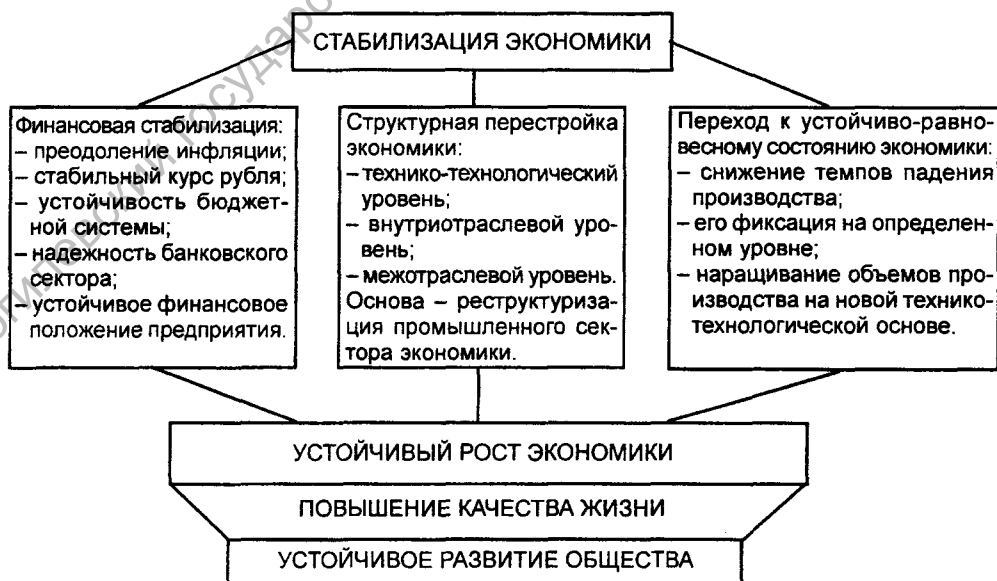 СТАБИЛИЗАЦИЯ ЭКОНОМИКИ
Финансовая стабилизация:
– преодоление инфляции;
– стабильный курс рубля;
– устойчивость бюджет-
ной системы;
– надежность банковского
сектора;
– устойчивое финансовое
положение предприятия.
Структурная перестройка
экономики:
– технико-технологический
уровень;
– внутриотраслевой уро-
вень;
– межотраслевой уровень.
Основа – реструктуриза-
ция промышленного сек-
тора экономики.
Переход к устойчиво-равно-
весному состоянию экономики:
– снижение темпов падения
производства;
– его фиксация на определен-
ном уровне;
– наращивание объемов про-
изводства на новой технико-
технологической основе.
УСТОЙЧИВЫЙ РОСТ ЭКОНОМИКИ
ПОВЫШЕНИЕ КАЧЕСТВА ЖИЗНИ
УСТОЙЧИВОЕ РАЗВИТИЕ ОБЩЕСТВА